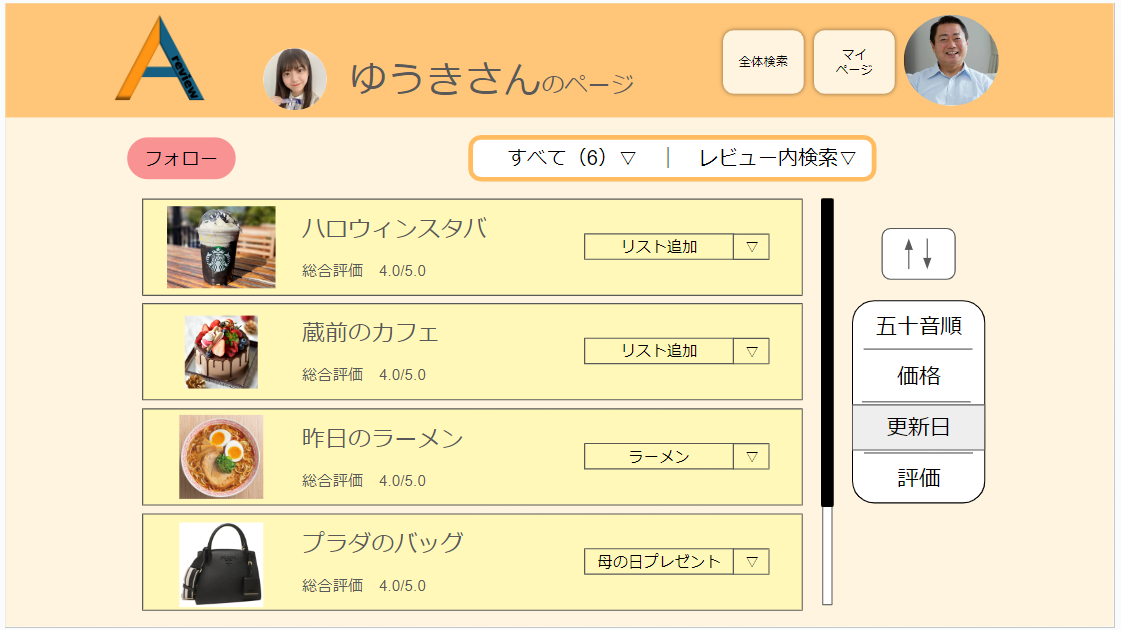 A review
ゆうきさんのページ
全体検索
マイ
ページ
フォロー
すべて（6）▽ ｜ レビュー内検索▽
ハロウィンスタバ
総合評価 4.0/5.0
リスト追加 ▽
蔵前のカフェ
総合評価 4.0/5.0
リスト追加 ▽
昨日のラーメン
総合評価 4.0/5.0
ラーメン ▽
プラダのバッグ
総合評価 4.0/5.0
母の日プレゼント ▽
↑↓
五十音順
価格
更新日
評価